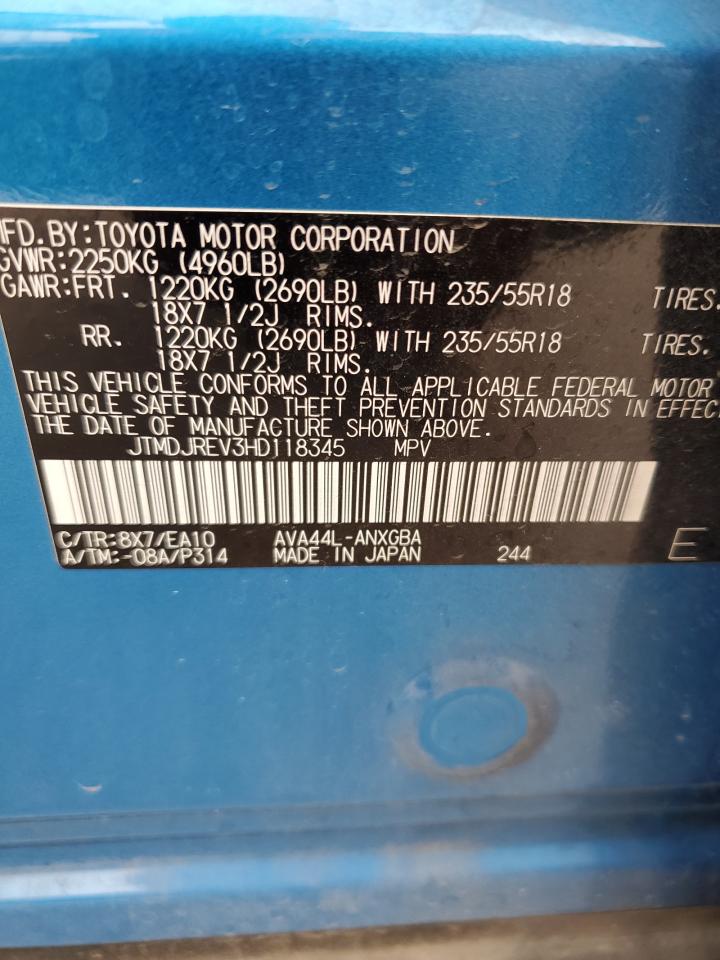 MFD.BY:TOYOTA MOTOR CORPORATION
GVWR:2250KG (4960LB)
GAWR:FRT. 1220KG (2690LB) WITH 235/55R18 TIRES.
18X7 1/2J RIMS.
RR. 1220KG (2690LB) WITH 235/55R18 TIRES.
18X7 1/2J RIMS.
THIS VEHICLE CONFORMS TO ALL APPLICABLE FEDERAL MOTOR
VEHICLE SAFETY AND THEFT PREVENTION STANDARDS IN EFFEC
THE DATE OF MANUFACTURE SHOWN ABOVE.
JTMDJREV3HD118345 MPV
C/TR:8X7/EA10 AVA44L-ANXGBA
A/TM:-08A/P314 MADE IN JAPAN 244 E